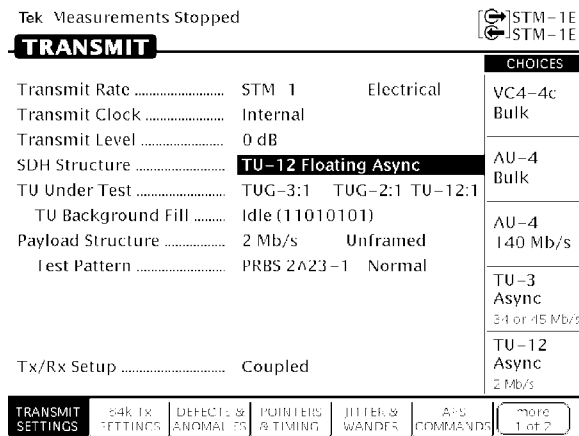 Tek Measurements Stopped
STM-1E
STM-1E
TRANSMIT
CHOICES
Transmit Rate STM 1 Electrical
Transmit Clock Internal
Transmit Level 0 dB
SDH Structure TU-12 Floating Async
TU Under Test TUG-3:1 TUG-2:1 TU-12:1
TU Background Fill Idle (11010101)
Payload Structure 2 Mb/s Unframed
Test Pattern PRBS 2^23-1 Normal
Tx/Rx Setup Coupled
VC4-4c
Bulk
AU-4
Bulk
AU-4
140 Mb/s
TU-3
Async
34 or 45 Mb/s
TU-12
Async
2 Mb/s
TRANSMIT
SETTINGS
64k Tx
SETTINGS
DEFECTS &
ANOMALIES
POINTERS
& TIMING
JITTER &
WANDER
APS
COMMANDS
more
1 of 2